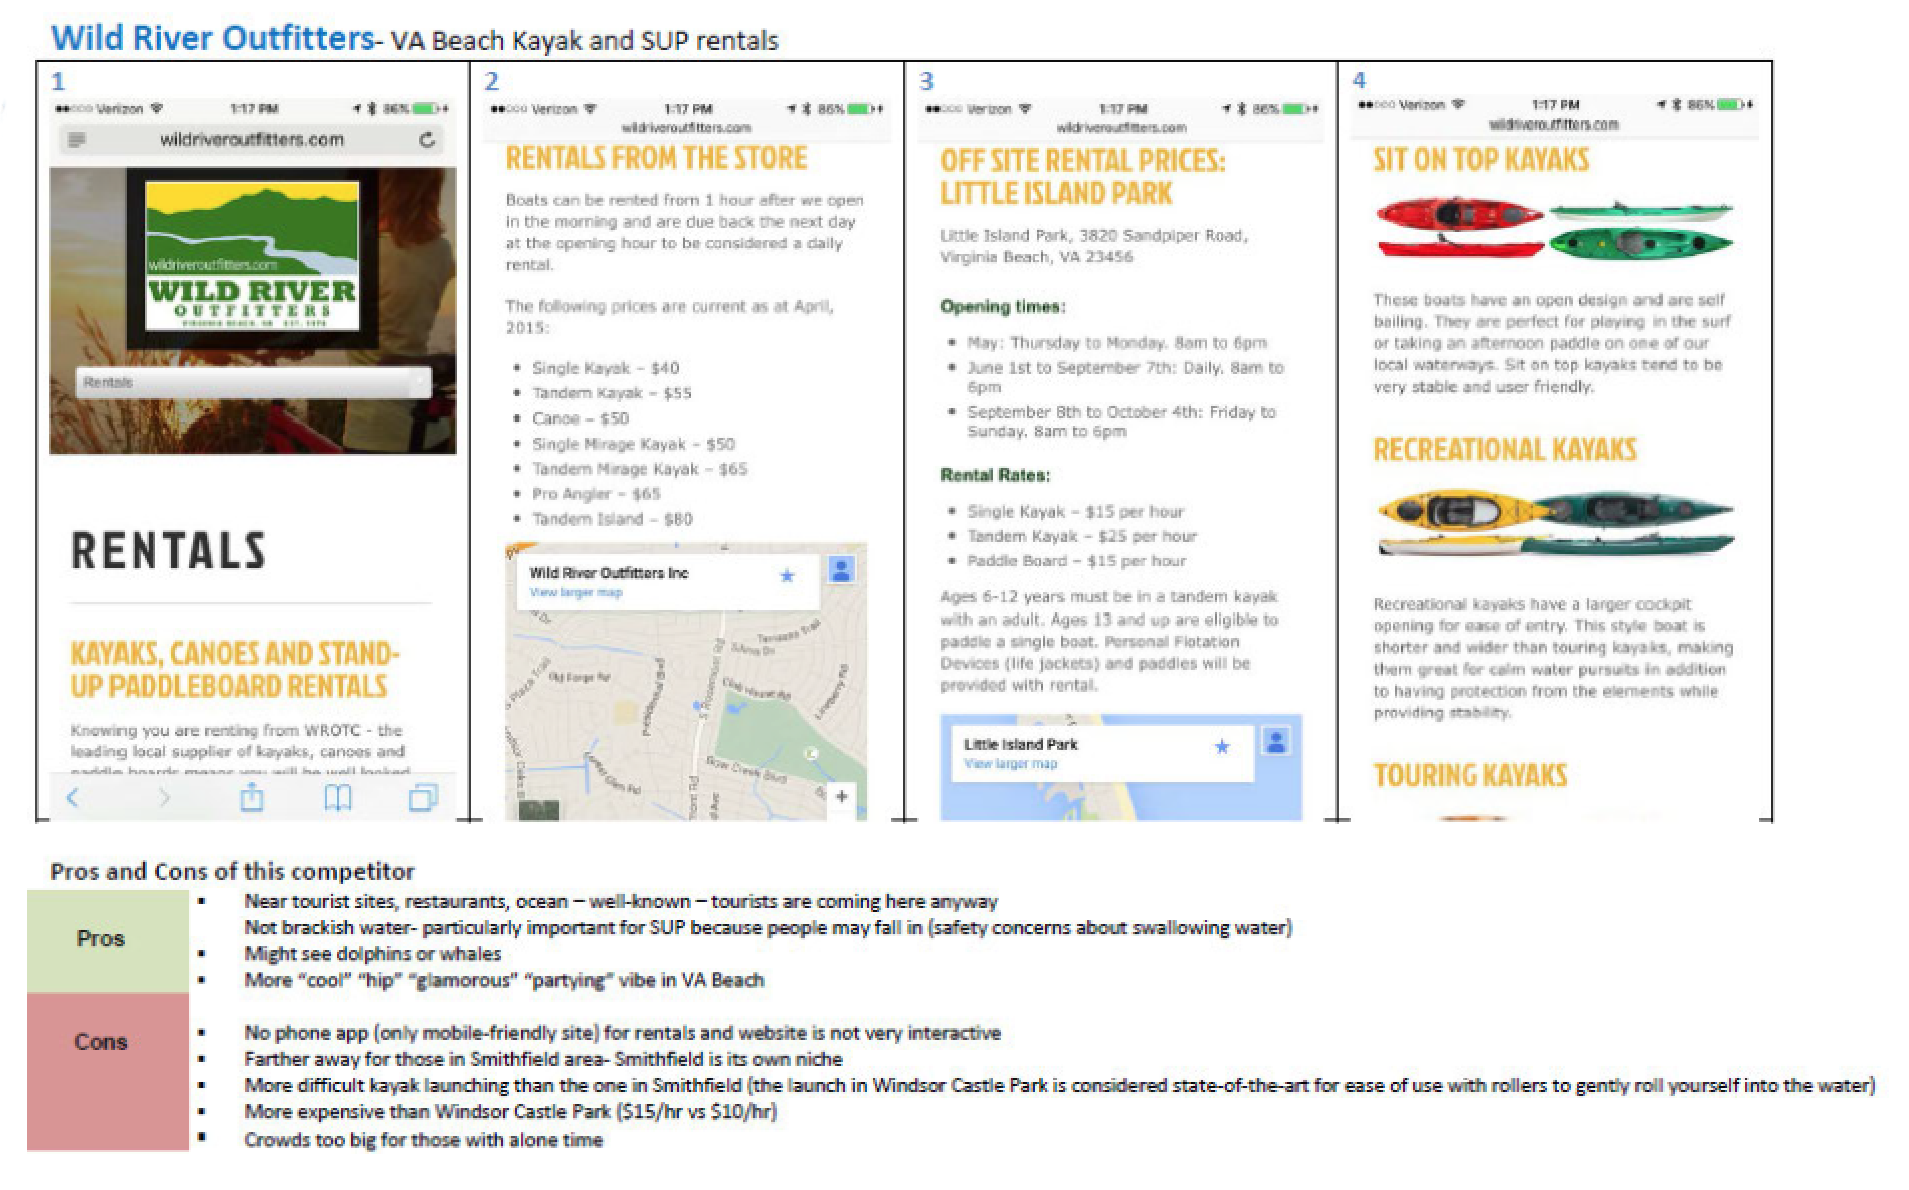 Wild River Outfitters- VA Beach Kayak and SUP rentals
1
Verizon 1:17 PM 86%
wildriveroutfitters.com
wildriveroutfitters.com
WILD RIVER
OUTFITTERS
Rentals
RENTALS
KAYAKS, CANOES AND STAND-
UP PADDLEBOARD RENTALS
Knowing you are renting from WROTC - the
leading local supplier of kayaks, canoes and
paddle boards means you will be well looked
2
Verizon 1:17 PM 86%
wildriveroutfitters.com
RENTALS FROM THE STORE
Boats can be rented from 1 hour after we open
in the morning and are due back the next day
at the opening hour to be considered a daily
rental.
The following prices are current as at April,
2015:
• Single Kayak – $40
• Tandem Kayak – $55
• Canoe – $50
• Single Mirage Kayak – $50
• Tandem Mirage Kayak – $65
• Pro Angler – $65
• Tandem Island – $80
Wild River Outfitters Inc
View larger map
Old Forge Rd
Presidential Blvd
S Rosemont Rd
Club House Rd
Bow Creek Blvd
+
3
Verizon 1:17 PM 86%
wildriveroutfitters.com
OFF SITE RENTAL PRICES:
LITTLE ISLAND PARK
Little Island Park, 3820 Sandpiper Road,
Virginia Beach, VA 23456
Opening times:
• May: Thursday to Monday. 8am to 6pm
• June 1st to September 7th: Daily. 8am to
6pm
• September 8th to October 4th: Friday to
Sunday. 8am to 6pm
Rental Rates:
• Single Kayak – $15 per hour
• Tandem Kayak – $25 per hour
• Paddle Board – $15 per hour
Ages 6-12 years must be in a tandem kayak
with an adult. Ages 13 and up are eligible to
paddle a single boat. Personal Flotation
Devices (life jackets) and paddles will be
provided with rental.
Little Island Park
View larger map
4
Verizon 1:17 PM 86%
wildriveroutfitters.com
SIT ON TOP KAYAKS
These boats have an open design and are self
bailing. They are perfect for playing in the surf
or taking an afternoon paddle on one of our
local waterways. Sit on top kayaks tend to be
very stable and user friendly.
RECREATIONAL KAYAKS
Recreational kayaks have a larger cockpit
opening for ease of entry. This style boat is
shorter and wider than touring kayaks, making
them great for calm water pursuits in addition
to having protection from the elements while
providing stability.
TOURING KAYAKS
Pros and Cons of this competitor
Pros
▪ Near tourist sites, restaurants, ocean – well-known – tourists are coming here anyway
Not brackish water- particularly important for SUP because people may fall in (safety concerns about swallowing water)
▪ Might see dolphins or whales
▪ More “cool” “hip” “glamorous” “partying” vibe in VA Beach
Cons
▪ No phone app (only mobile-friendly site) for rentals and website is not very interactive
▪ Farther away for those in Smithfield area- Smithfield is its own niche
▪ More difficult kayak launching than the one in Smithfield (the launch in Windsor Castle Park is considered state-of-the-art for ease of use with rollers to gently roll yourself into the water)
▪ More expensive than Windsor Castle Park ($15/hr vs $10/hr)
▪ Crowds too big for those with alone time